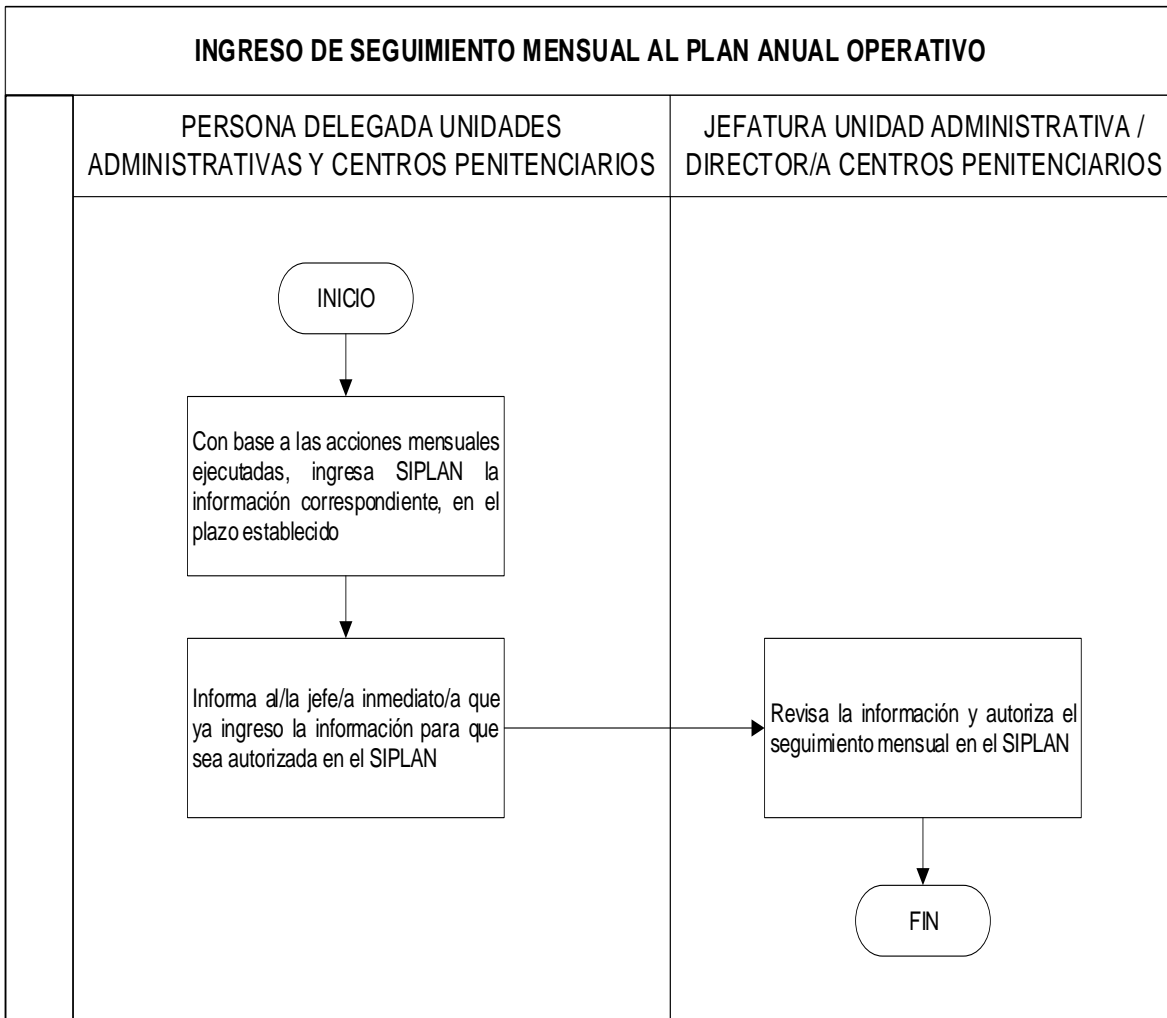 INGRESO DE SEGUIMIENTO MENSUAL AL PLAN ANUAL OPERATIVO
PERSONA DELEGADA UNIDADES
ADMINISTRATIVAS Y CENTROS PENITENCIARIOS
JEFATURA UNIDAD ADMINISTRATIVA /
DIRECTOR/A CENTROS PENITENCIARIOS
INICIO
Con base a las acciones mensuales
ejecutadas, ingresa SIPLAN la
información correspondiente, en el
plazo establecido
Informa al/la jefe/a inmediato/a que
ya ingreso la información para que
sea autorizada en el SIPLAN
Revisa la información y autoriza el
seguimiento mensual en el SIPLAN
FIN